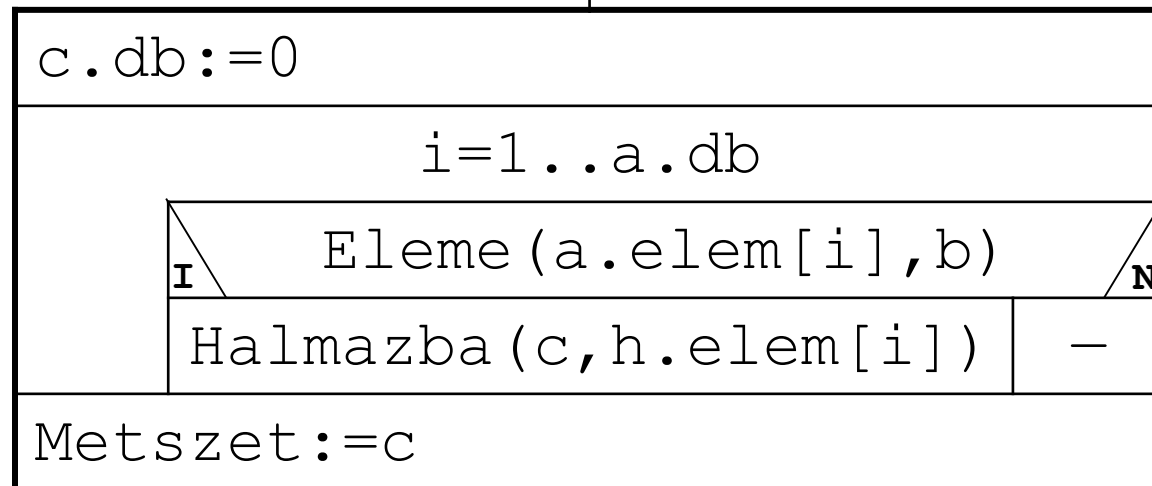 c.db:=0
i=1..a.db
Eleme(a.elem[i],b)
I
N
Halmazba(c,h.elem[i])
—
Metszet:=c